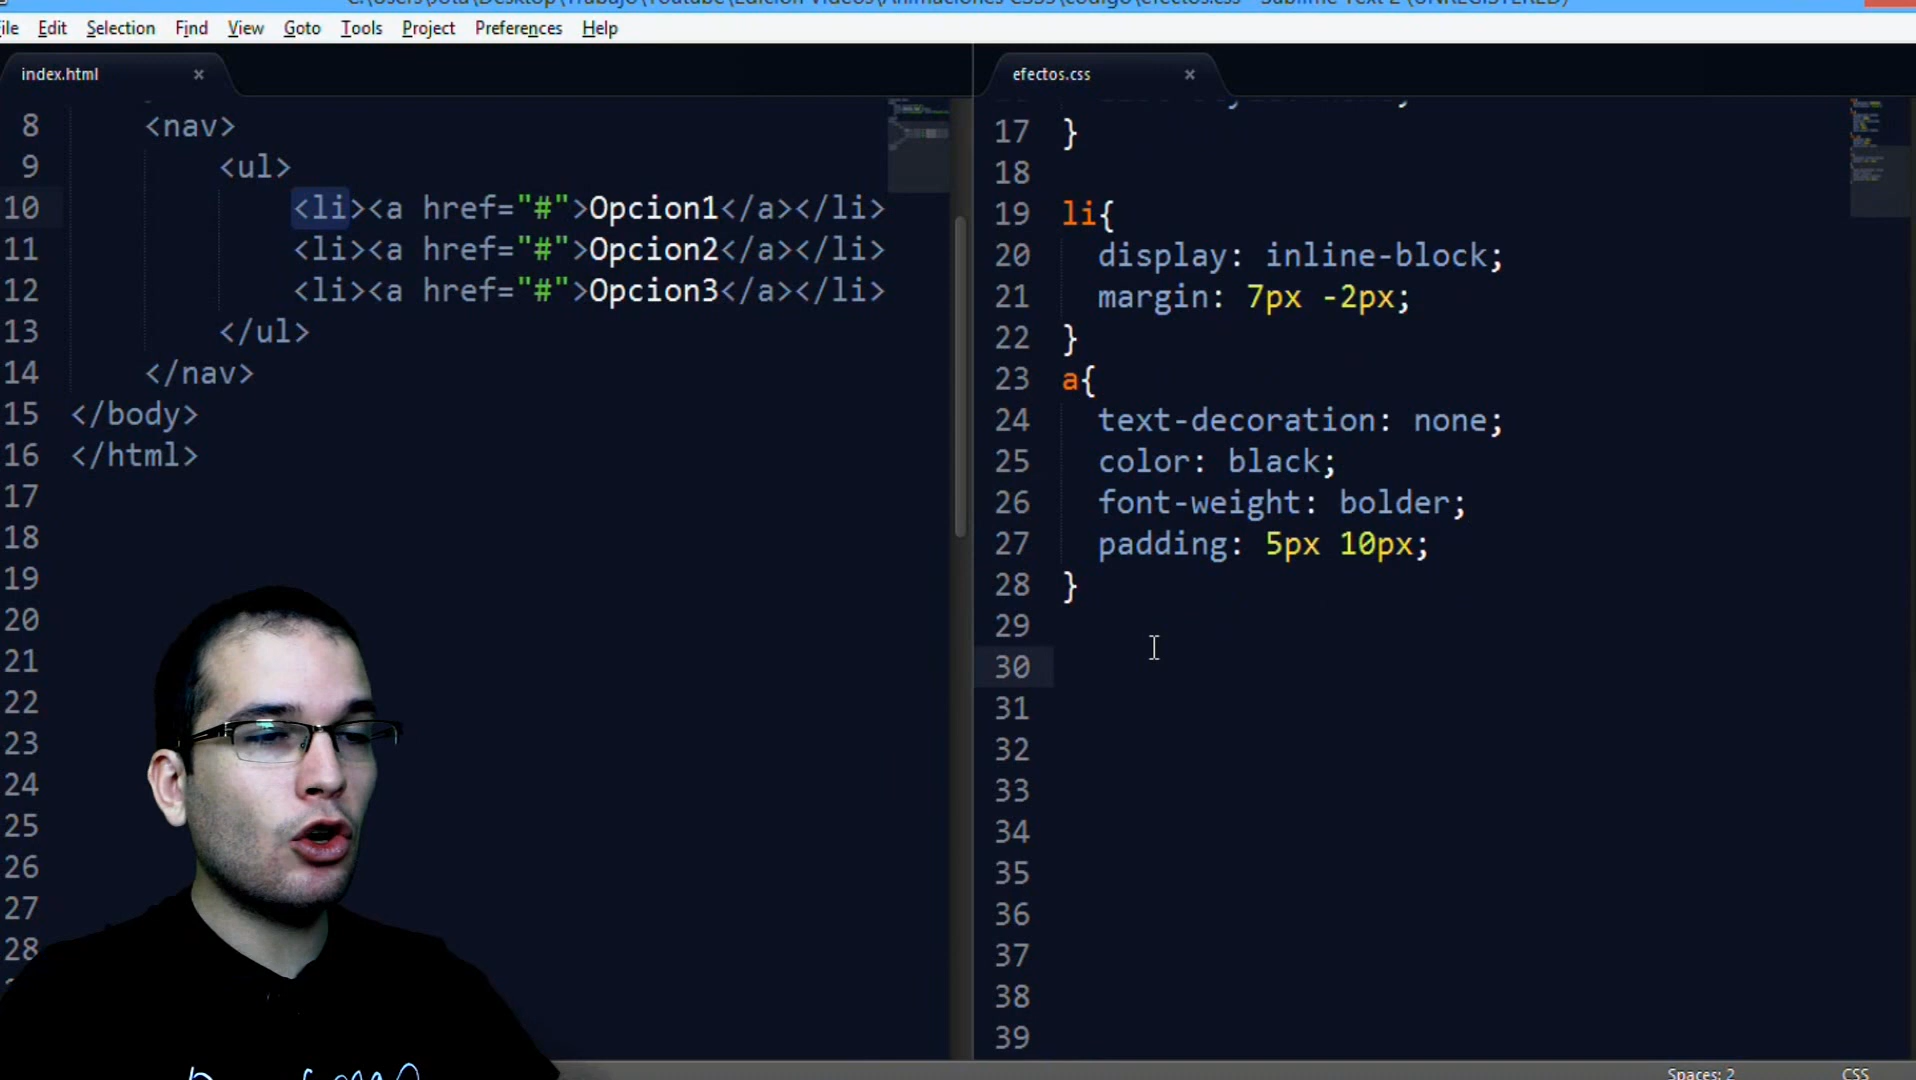 Edit Selection Find View Goto Tools Project Preferences Help
index.html ×
8 <nav>
9 <ul>
10 <li><a href="#">Opcion1</a></li>
11 <li><a href="#">Opcion2</a></li>
12 <li><a href="#">Opcion3</a></li>
13 </ul>
14 </nav>
15 </body>
16 </html>
17
18
19
20
21
22
23
24
25
26
27
28
efectos.css ×
17 }
18
19 li{
20 display: inline-block;
21 margin: 7px -2px;
22 }
23 a{
24 text-decoration: none;
25 color: black;
26 font-weight: bolder;
27 padding: 5px 10px;
28 }
29
30
31
32
33
34
35
36
37
38
39
Spaces: 2 CSS